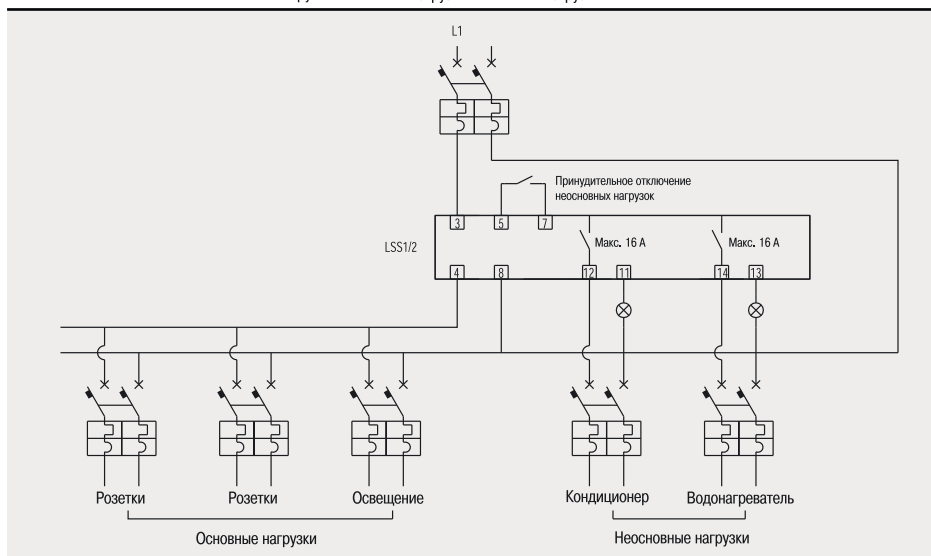 L1
Принудительное отключение
неосновных нагрузок
3 5 7
LSS1/2
Макс. 16 А Макс. 16 А
4 8 12 11 14 13
Розетки Розетки Освещение Кондиционер Водонагреватель
Основные нагрузки Неосновные нагрузки